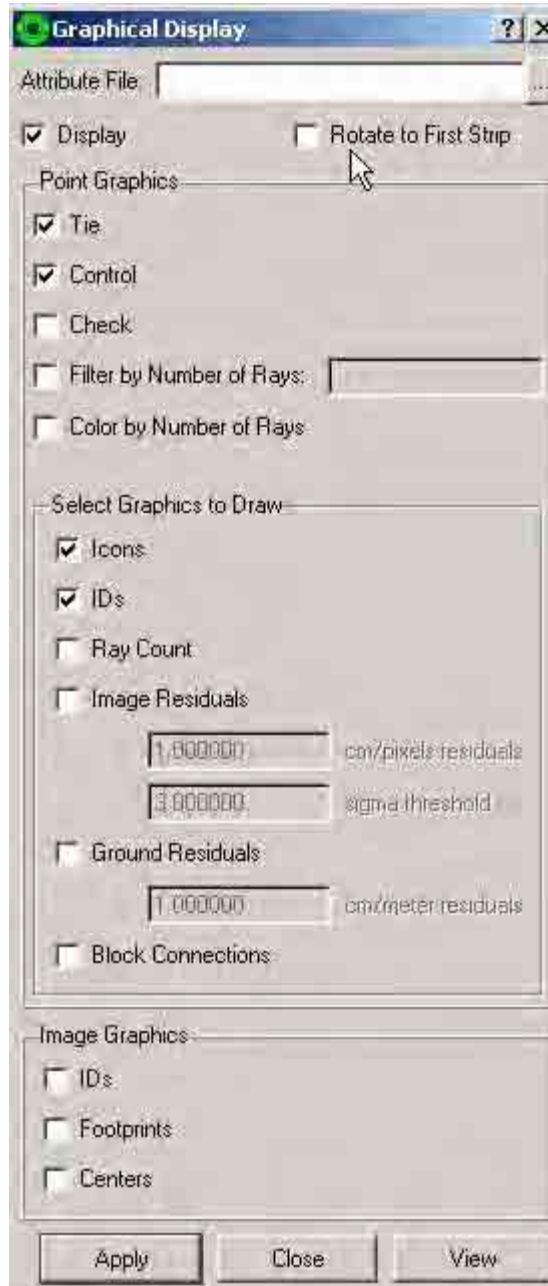 Graphical Display
Attribute File
...
Display
Rotate to First Strip
Point Graphics
Tie
Control
Check
Filter by Number of Rays:
Color by Number of Rays
Select Graphics to Draw
Icons
IDs
Ray Count
Image Residuals
1.000000 cm/pixels residuals
3.000000 sigma threshold
Ground Residuals
1.000000 cm/meter residuals
Block Connections
Image Graphics
IDs
Footprints
Centers
Apply Close View